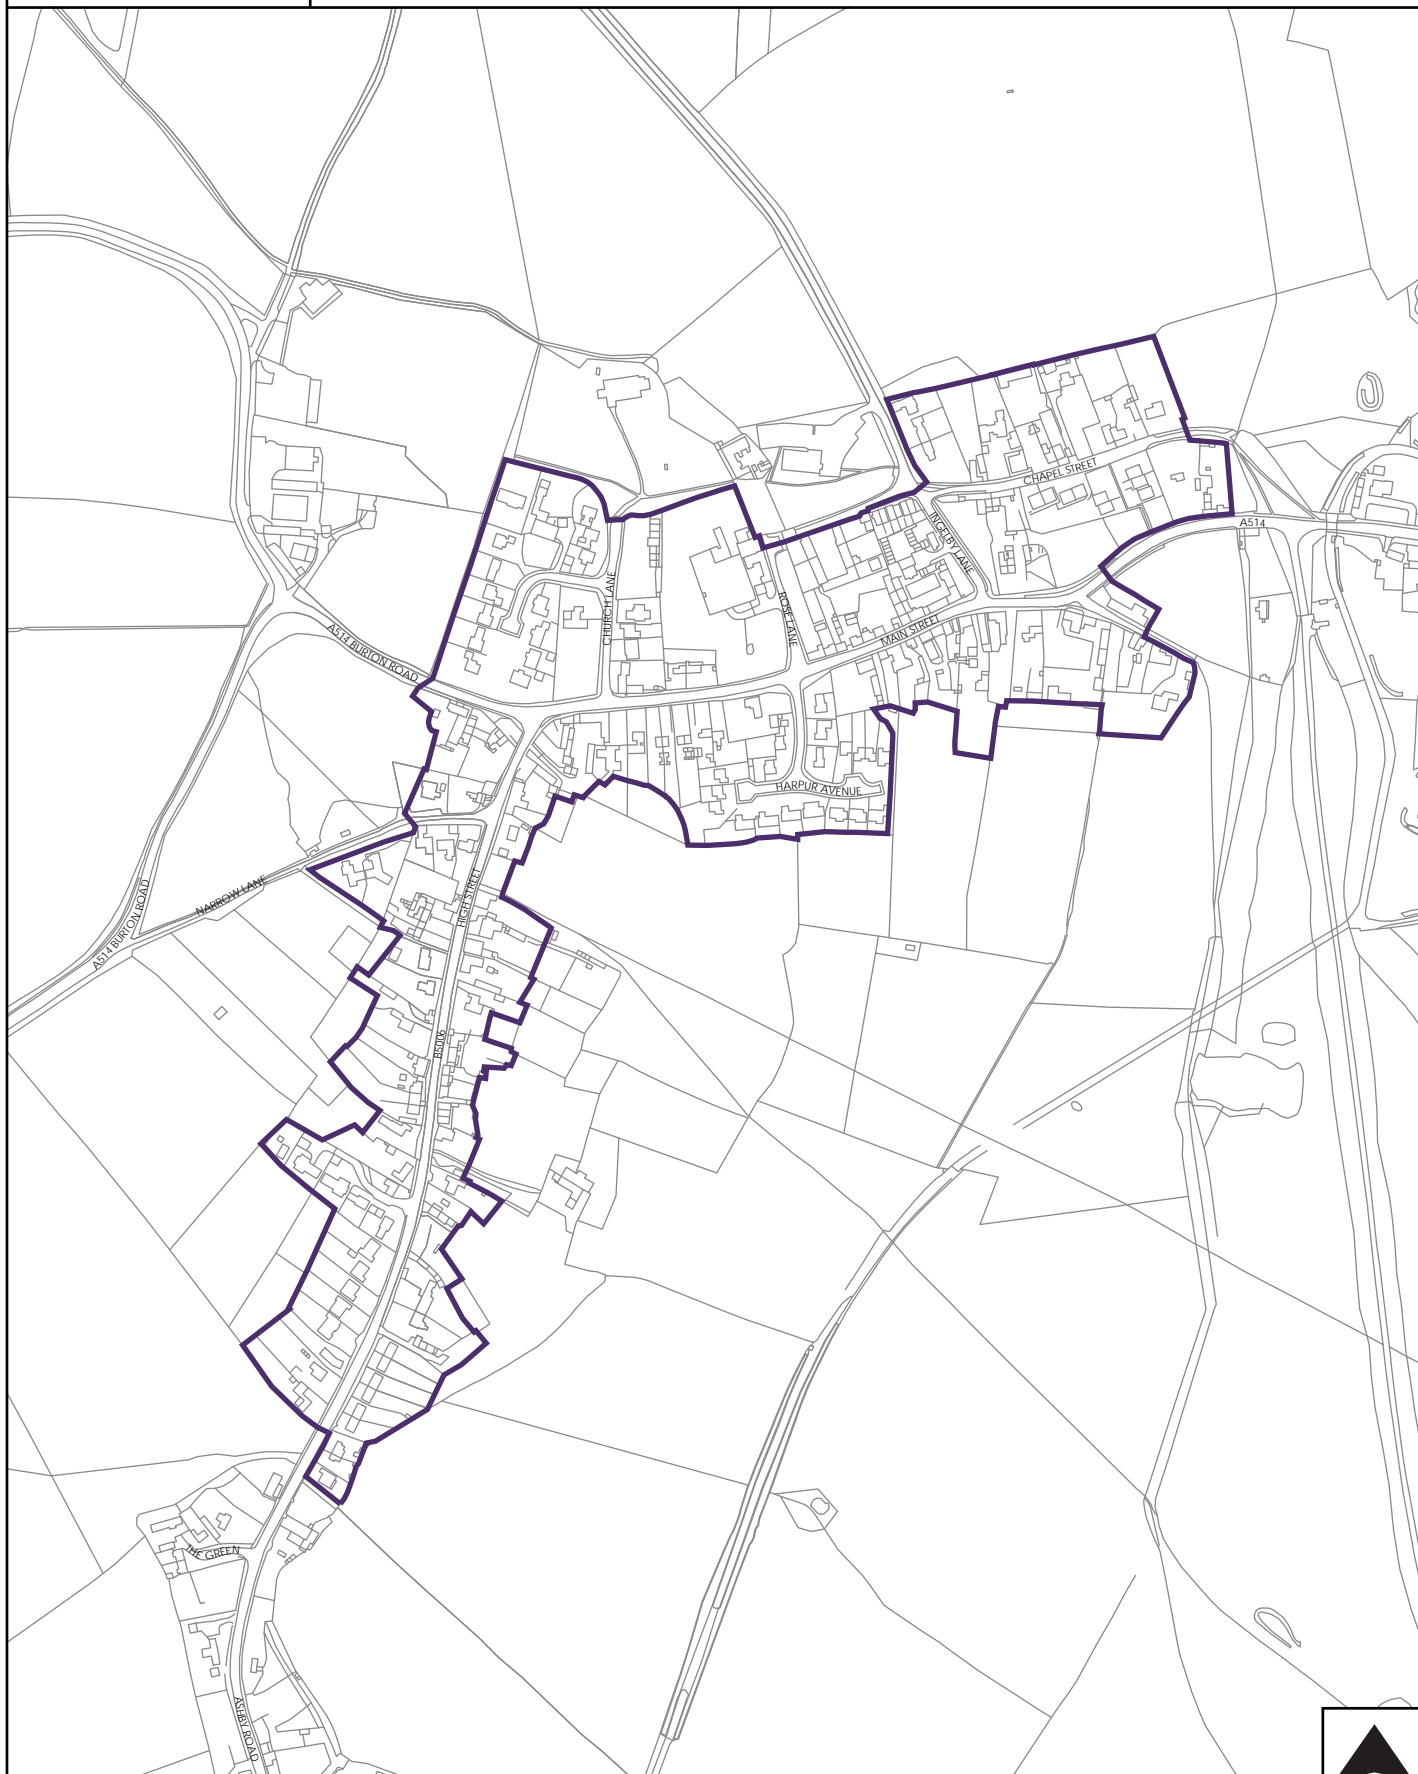 CHAPEL STREET
A514
INGELBY LANE
CHURCH LANE
ROSE LANE
MAIN STREET
A514 BURTON ROAD
HARPUR AVENUE
NARROW LANE
HIGH STREET
A514 BURTON ROAD
B5006
THE GREEN
ASHBY ROAD